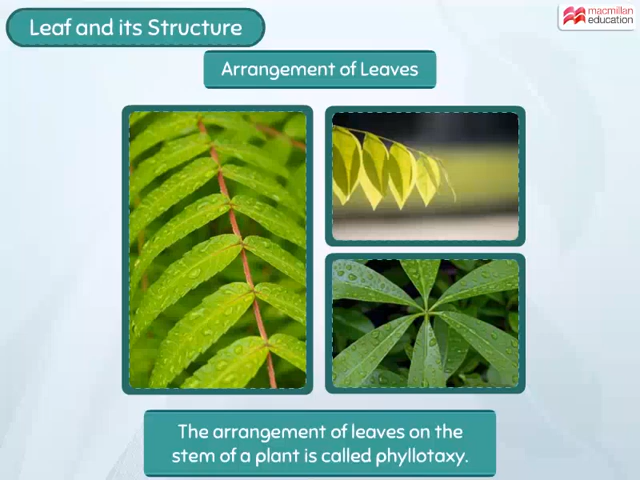 Leaf and its Structure
macmillan
education
Arrangement of Leaves
The arrangement of leaves on the
stem of a plant is called phyllotaxy.